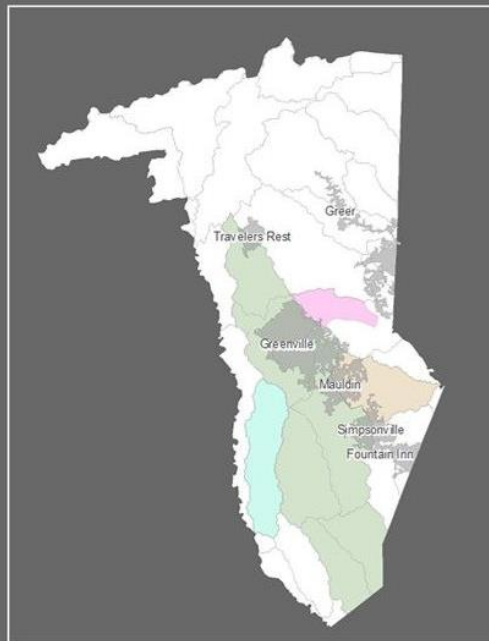 Greer
Travelers Rest
Greenville
Mauldin
Simpsonville
Fountain Inn